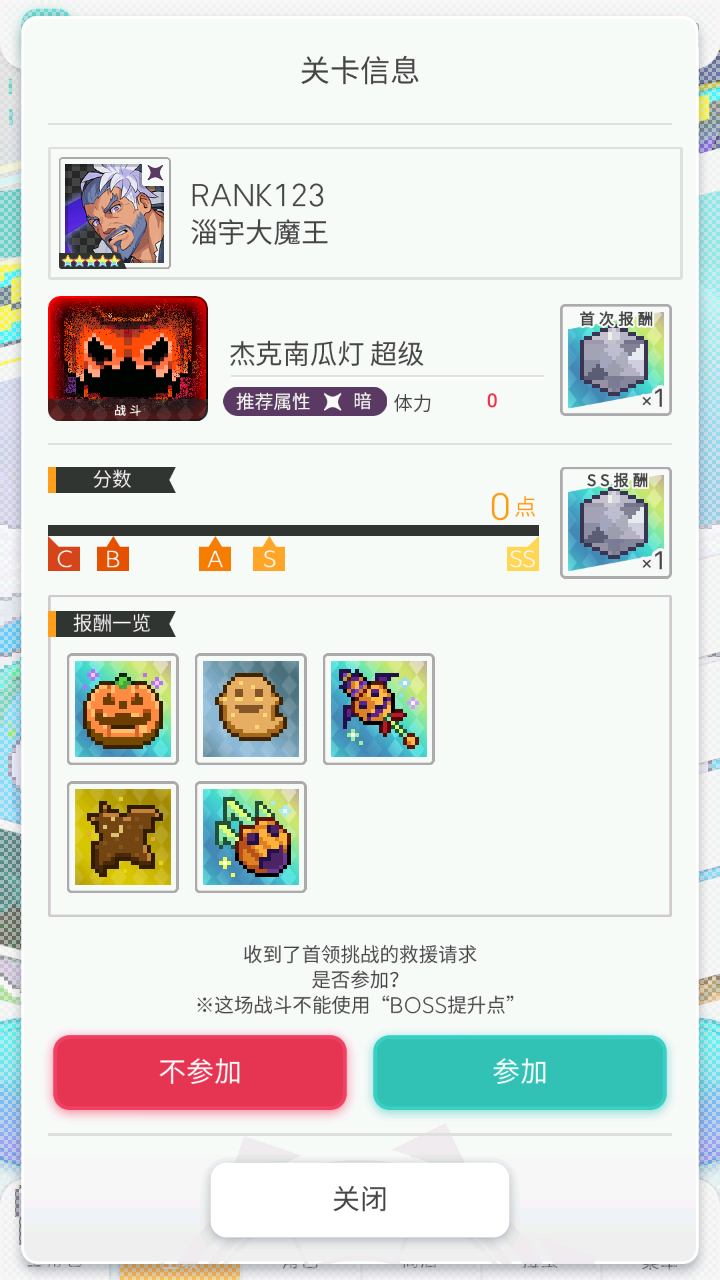 关卡信息
RANK123
淄宇大魔王
战斗
杰克南瓜灯 超级
推荐属性 暗 体力 0
首次报酬
×1
分数
0点
C B A S SS
SS报酬
×1
报酬一览
收到了首领挑战的救援请求
是否参加?
※这场战斗不能使用“BOSS提升点”
不参加
参加
关闭